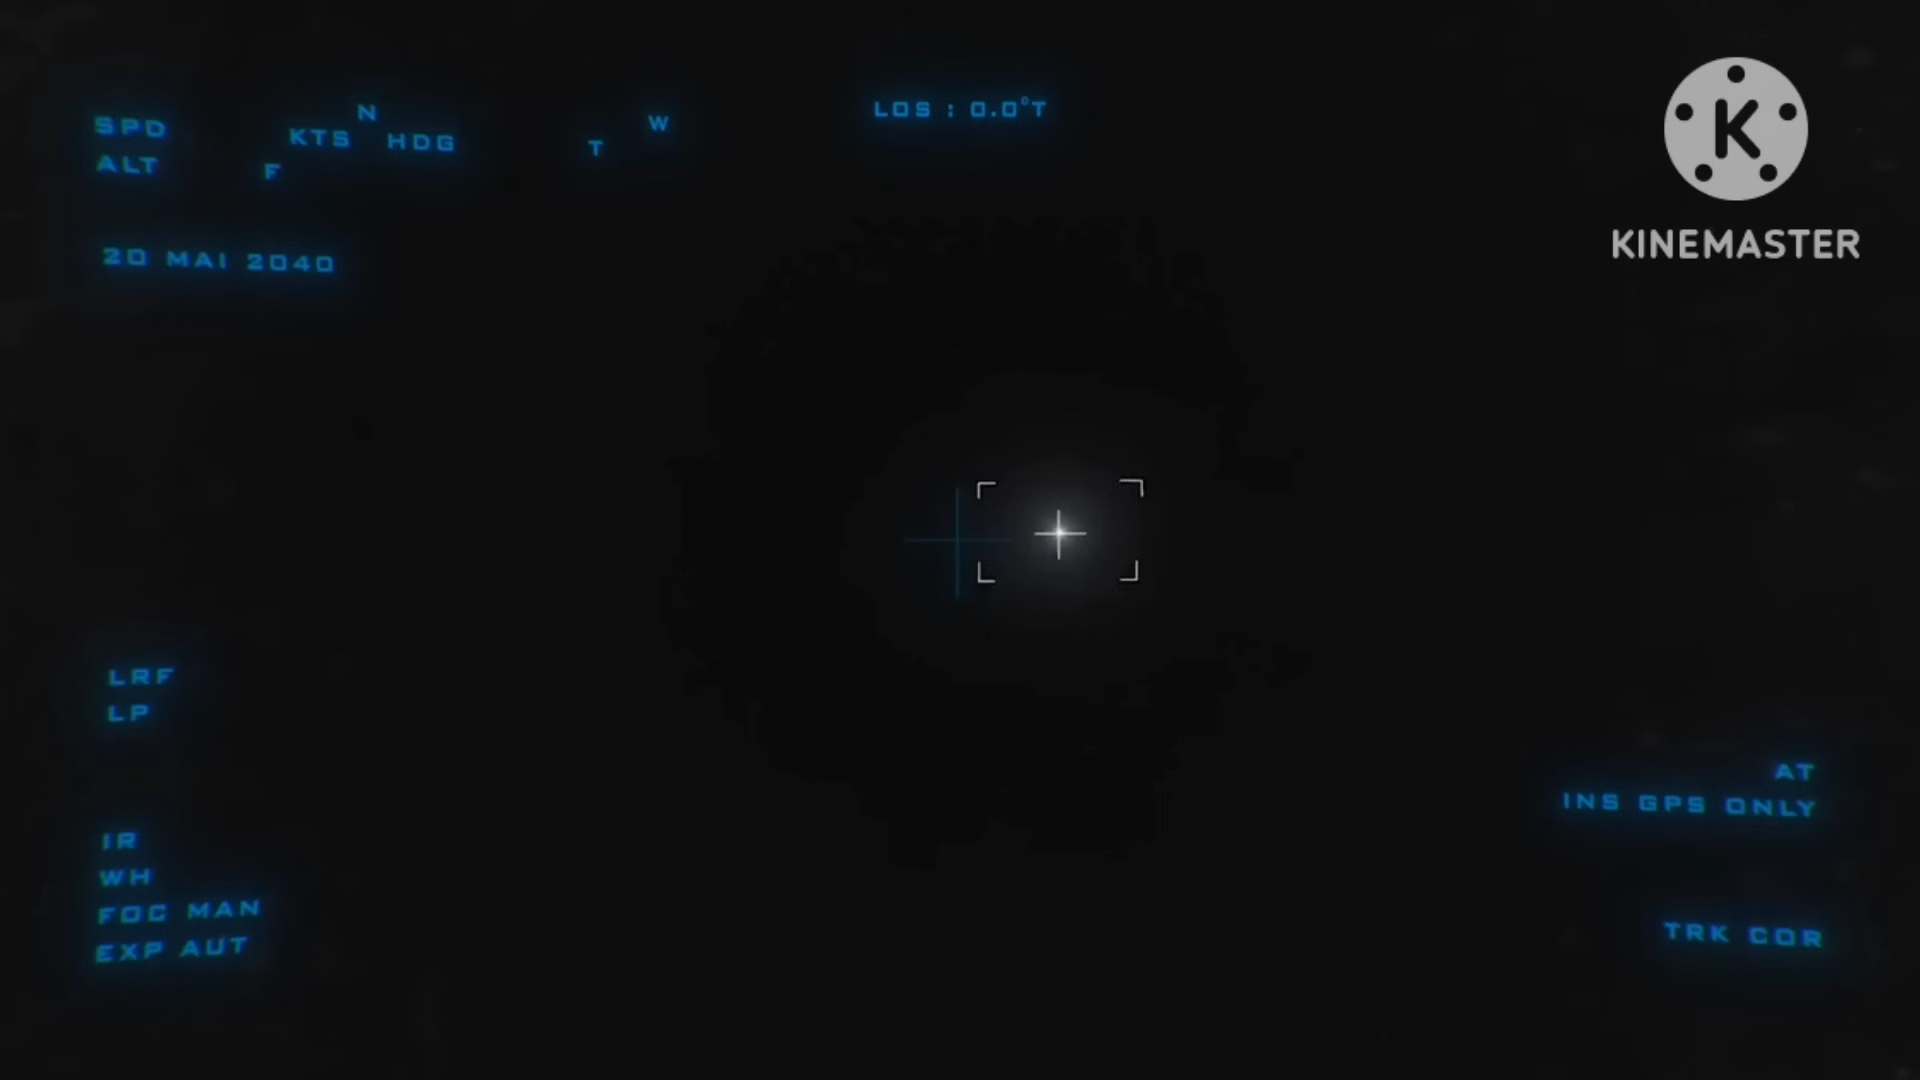 SPD
KTS
N
HDG
T
W
LOS : 0.0°T
ALT
F
20 MAI 2040
K
KINEMASTER
LRF
LP
IR
WH
FOC MAN
EXP AUT
AT
INS GPS ONLY
TRK COR